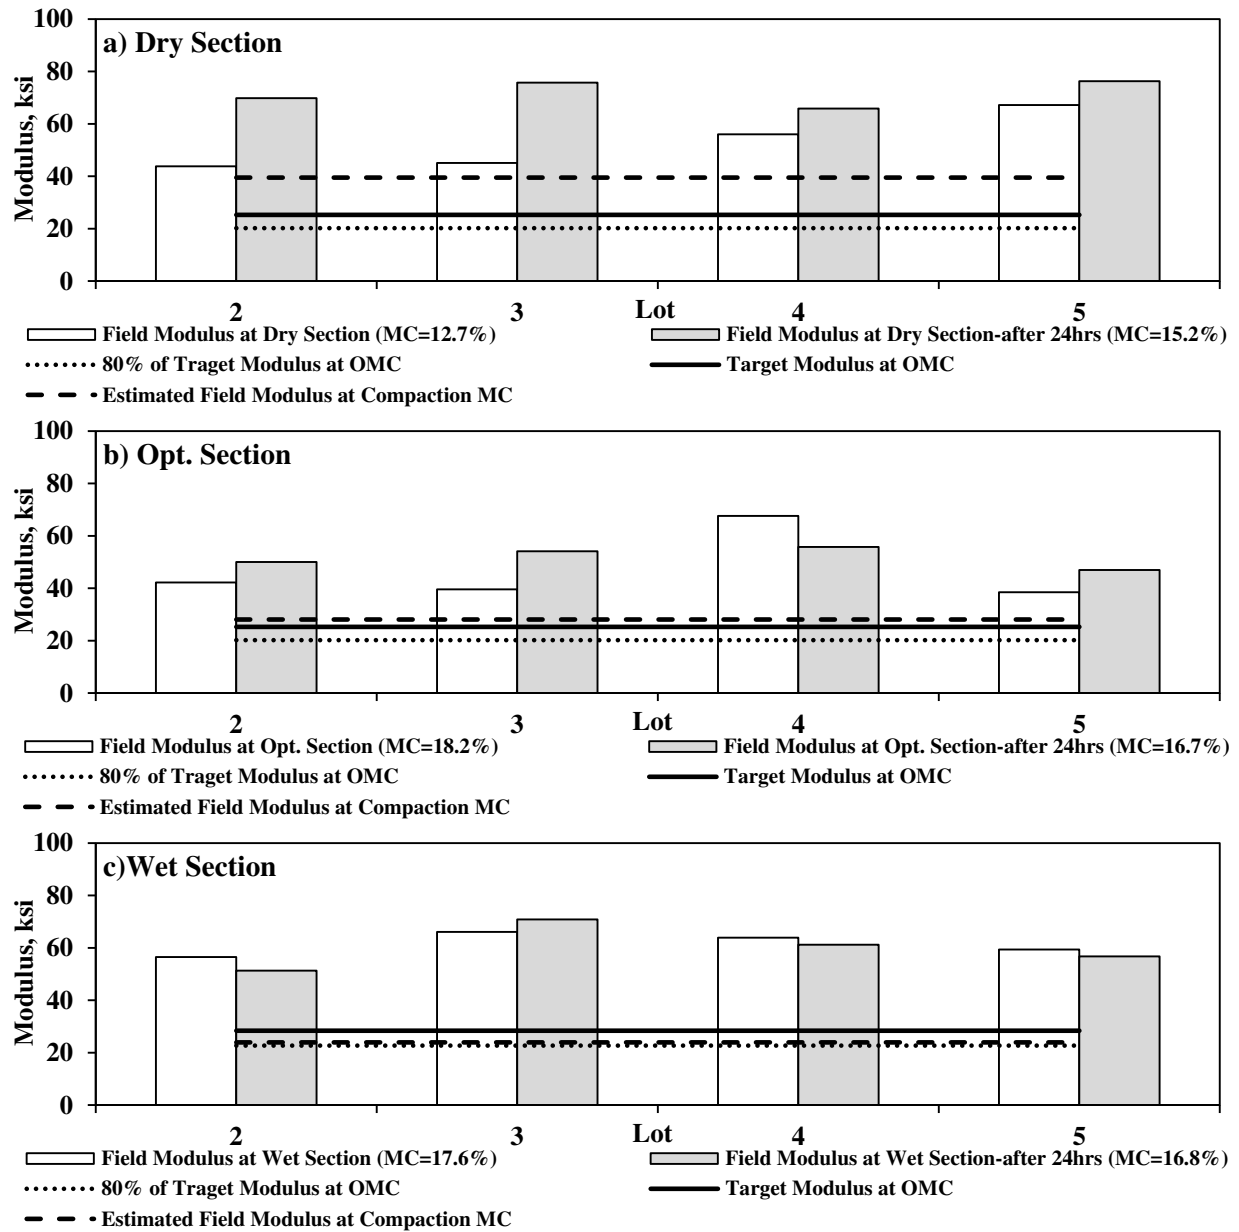 100
a) Dry Section
80
60
40
20
0
Modulus, ksi
2 3 Lot 4 5
Field Modulus at Dry Section (MC=12.7%) Field Modulus at Dry Section-after 24hrs (MC=15.2%)
80% of Traget Modulus at OMC Target Modulus at OMC
Estimated Field Modulus at Compaction MC
100
b) Opt. Section
80
60
40
20
0
Modulus, ksi
2 3 Lot 4 5
Field Modulus at Opt. Section (MC=18.2%) Field Modulus at Opt. Section-after 24hrs (MC=16.7%)
80% of Traget Modulus at OMC Target Modulus at OMC
Estimated Field Modulus at Compaction MC
100
c)Wet Section
80
60
40
20
0
Modulus, ksi
2 3 Lot 4 5
Field Modulus at Wet Section (MC=17.6%) Field Modulus at Wet Section-after 24hrs (MC=16.8%)
80% of Traget Modulus at OMC Target Modulus at OMC
Estimated Field Modulus at Compaction MC